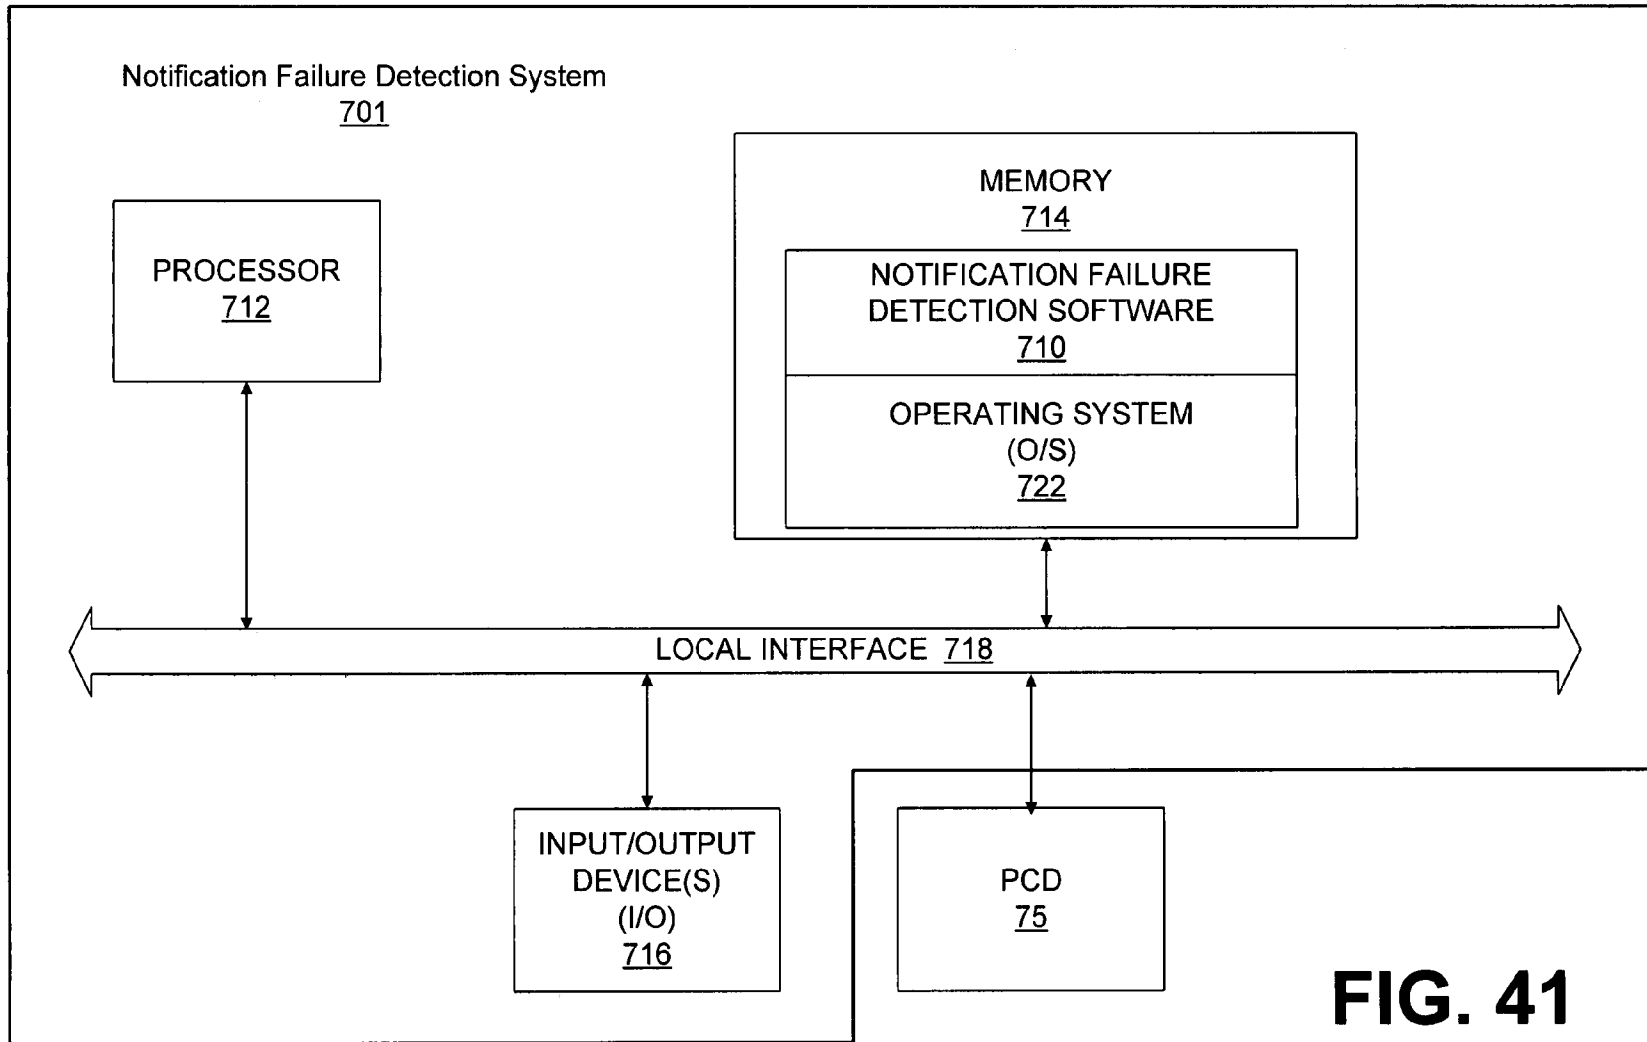 Notification Failure Detection System
701
PROCESSOR
712
MEMORY
714
NOTIFICATION FAILURE
DETECTION SOFTWARE
710
OPERATING SYSTEM
(O/S)
722
LOCAL INTERFACE 718
INPUT/OUTPUT
DEVICE(S)
(I/O)
716
PCD
75
FIG. 41